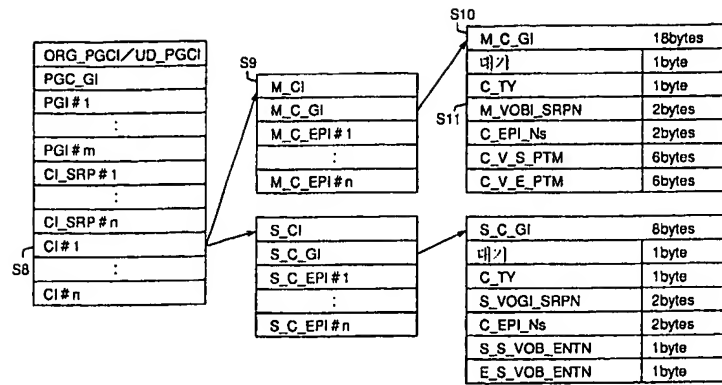 ORG_PGCI/UD_PGCI
PGC_GI
PGI#1
:
PGI#m
CI_SRP#1
:
CI_SRP#n
S8
CI#1
:
CI#n
S9
M_CI
M_C_GI
M_C_EPI#1
:
M_C_EPI#n
S_CI
S_C_GI
S_C_EPI#1
:
S_C_EPI#n
S10
M_C_GI 18bytes
대기 1byte
C_TY 1byte
S11
M_VOBI_SRPN 2bytes
C_EPI_Ns 2bytes
C_V_S_PTM 6bytes
C_V_E_PTM 6bytes
S_C_GI 8bytes
대기 1byte
C_TY 1byte
S_VOGI_SRPN 2bytes
C_EPI_Ns 2bytes
S_S_VOB_ENTN 1byte
E_S_VOB_ENTN 1byte